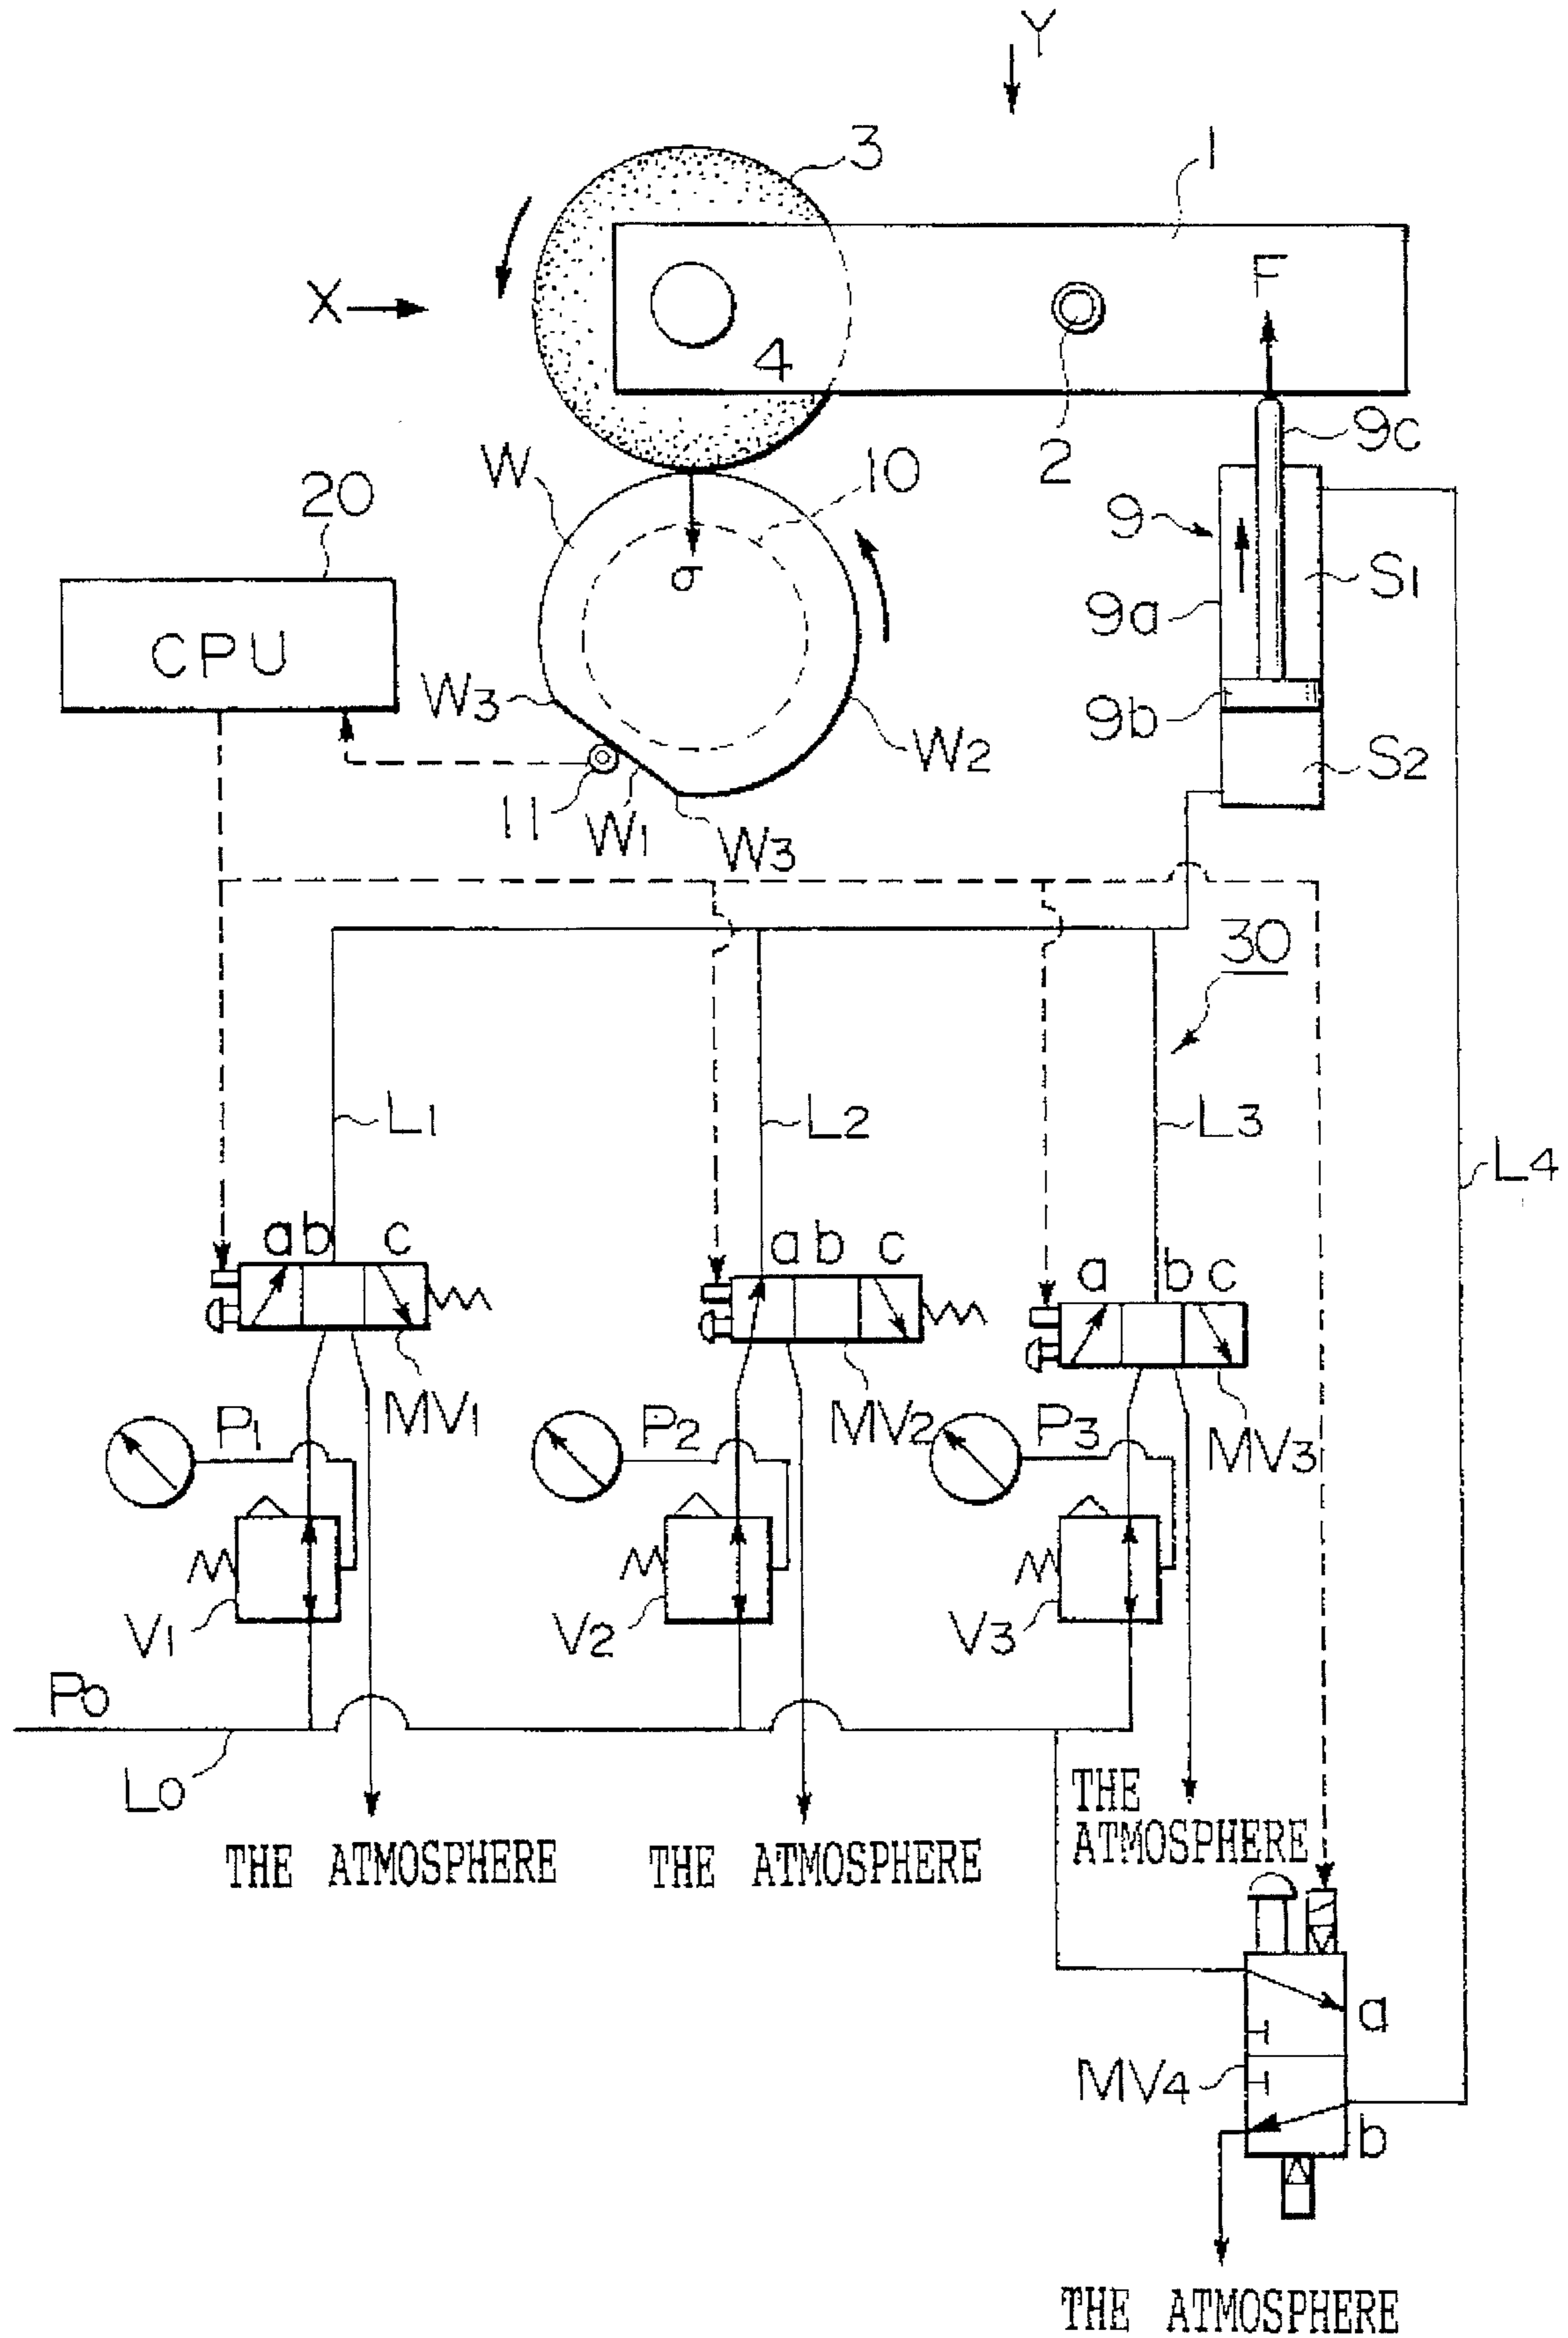 Y
3
1
X
F
4
2
9c
W
10
20
9
σ
S1
9a
CPU
W3
9b
W2
S2
11
W1
W3
30
L1
L2
L3
L4
a b c
a b c
a b c
MV1
MV2
MV3
P1
P2
P3
V1
V2
V3
P0
L0
THE
ATMOSPHERE
THE ATMOSPHERE
THE ATMOSPHERE
a
MV4
b
THE ATMOSPHERE